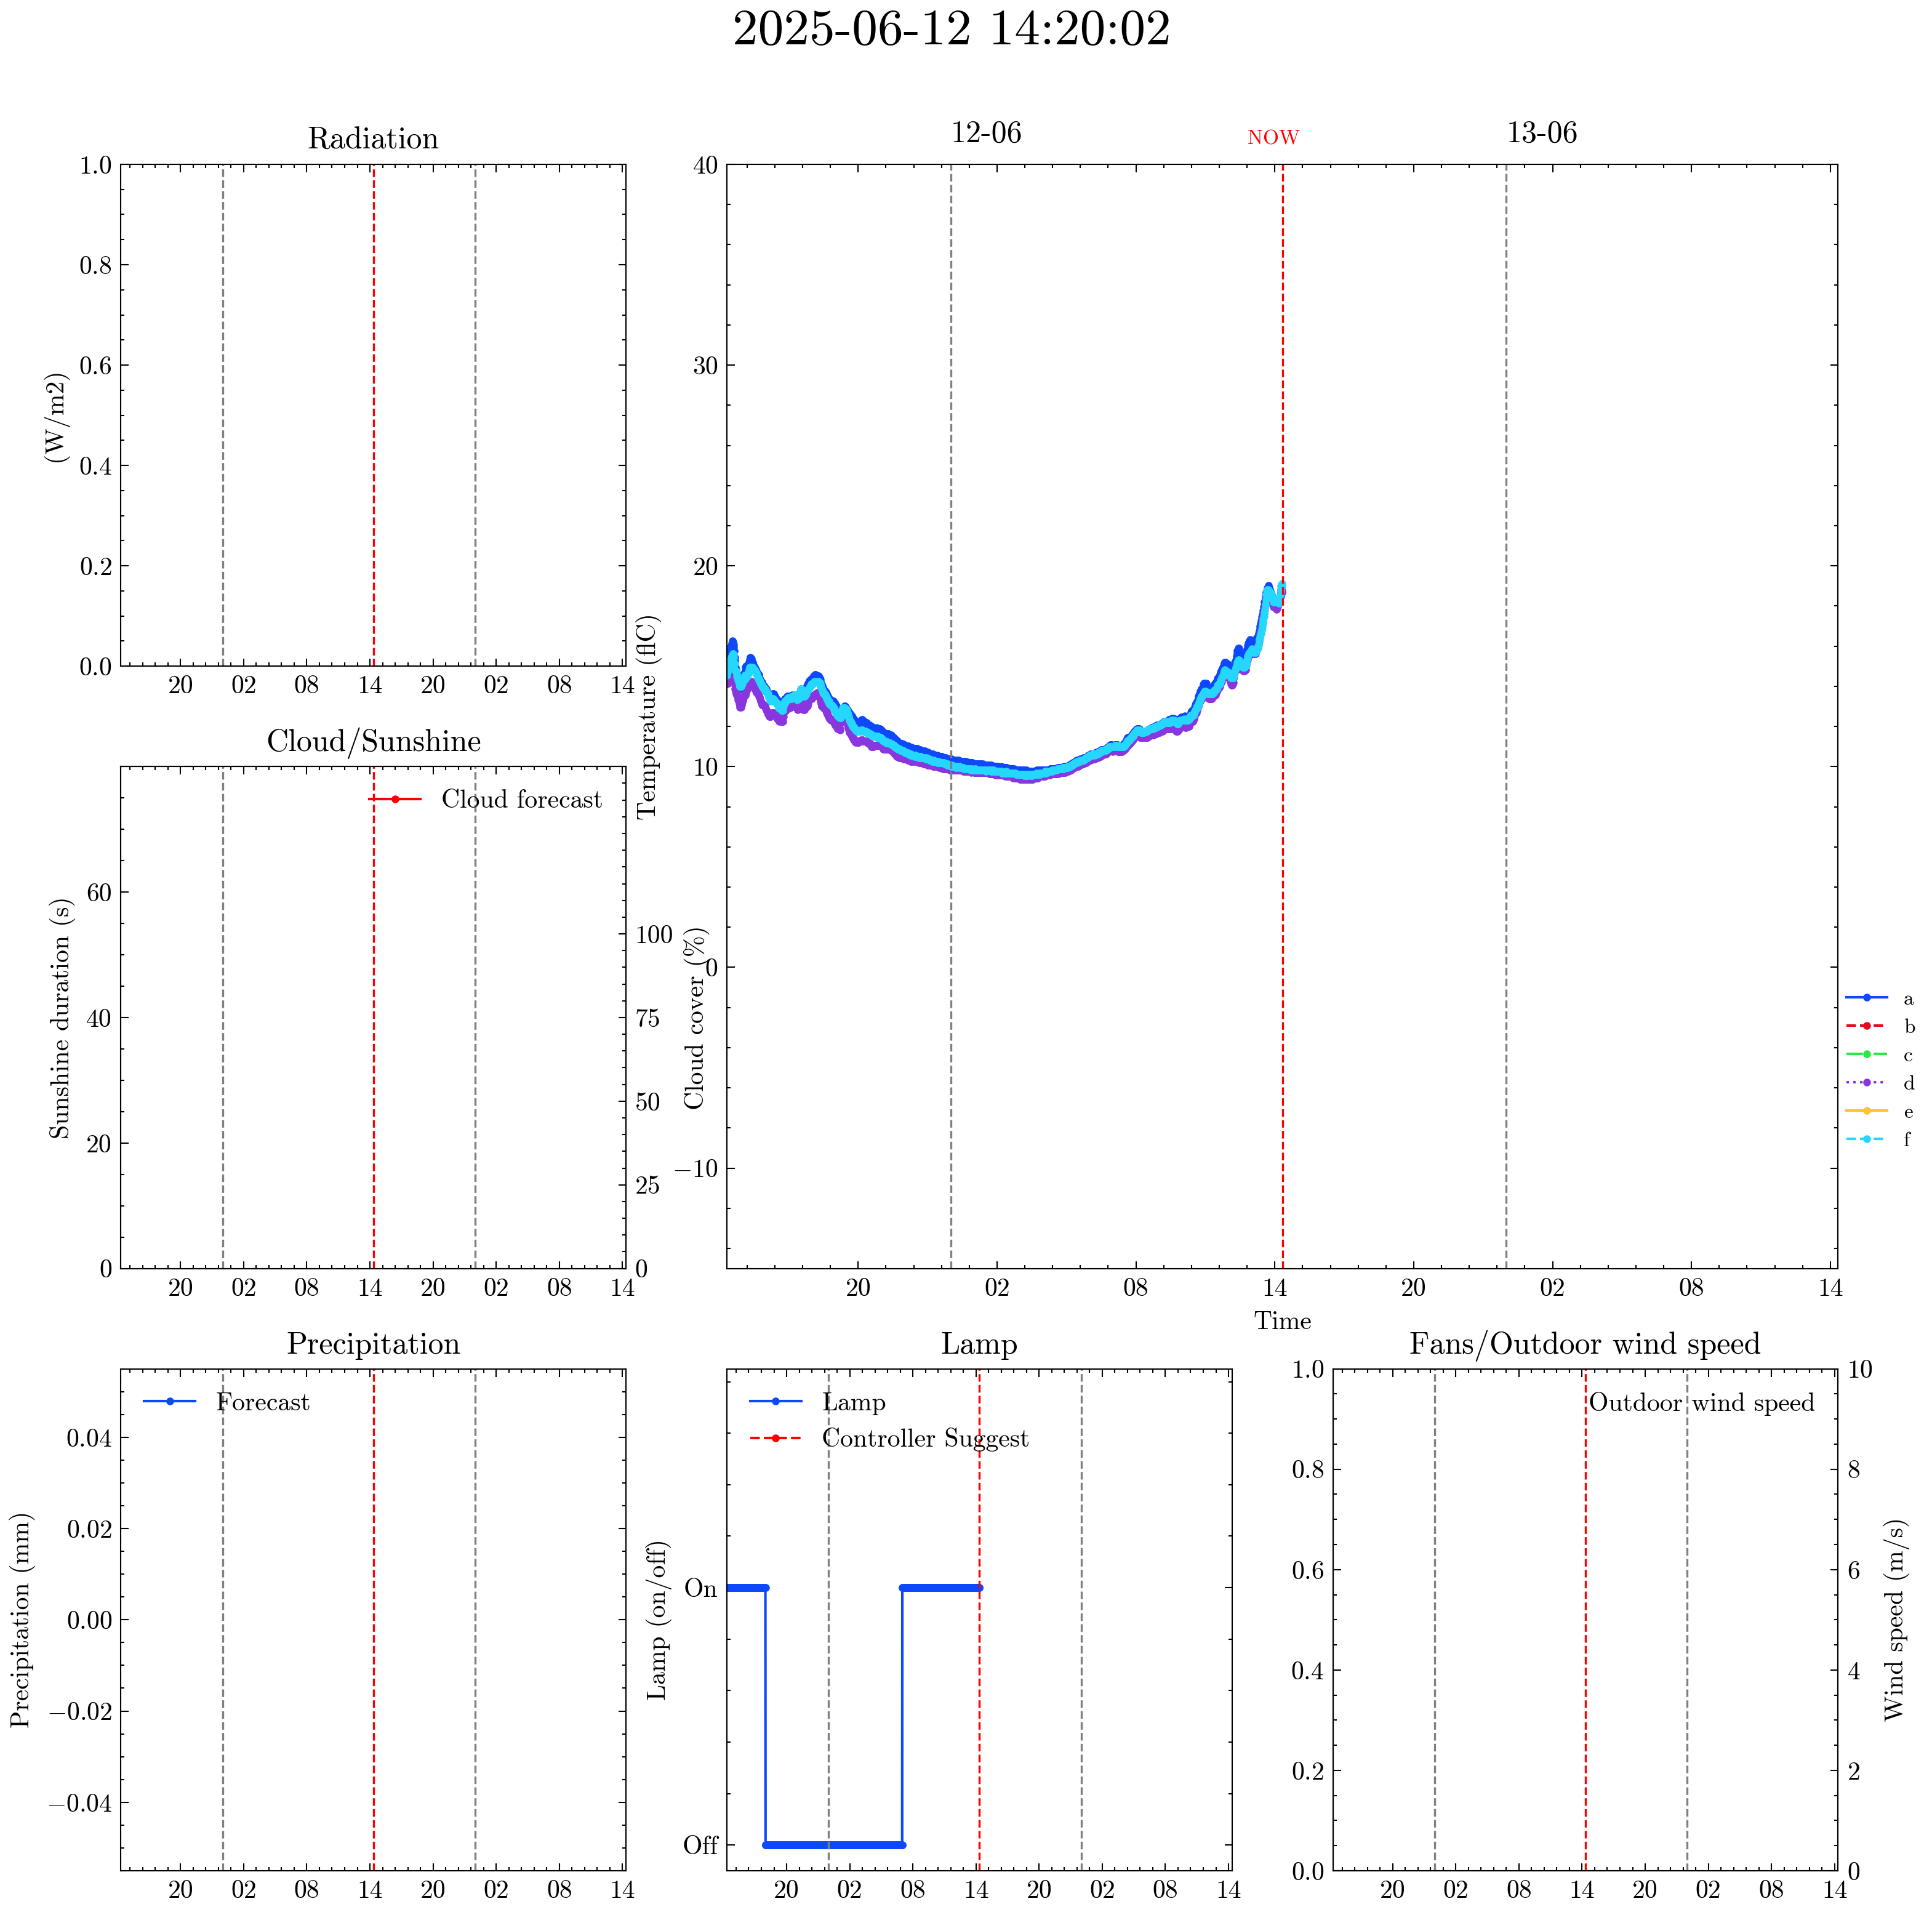 2025-06-12 14:20:02
Radiation
1.0
0.8
0.6
0.4
0.2
0.0
(W/m2)
20 02 08 14 20 02 08 14
12-06 NOW 13-06
40
30
20
10
0
−10
Temperature (flC)
20 02 08 14 20 02 08 14
Time
a
b
c
d
e
f
Cloud/Sunshine
Cloud forecast
60
40
20
0
Sunshine duration (s)
100
75
50
25
0
Cloud cover (%)
20 02 08 14 20 02 08 14
Precipitation
Forecast
0.04
0.02
0.00
−0.02
−0.04
Precipitation (mm)
20 02 08 14 20 02 08 14
Lamp
Lamp
Controller Suggest
On
Off
Lamp (on/off)
20 02 08 14 20 02 08 14
Fans/Outdoor wind speed
Outdoor wind speed
1.0
0.8
0.6
0.4
0.2
0.0
10
8
6
4
2
0
Wind speed (m/s)
20 02 08 14 20 02 08 14